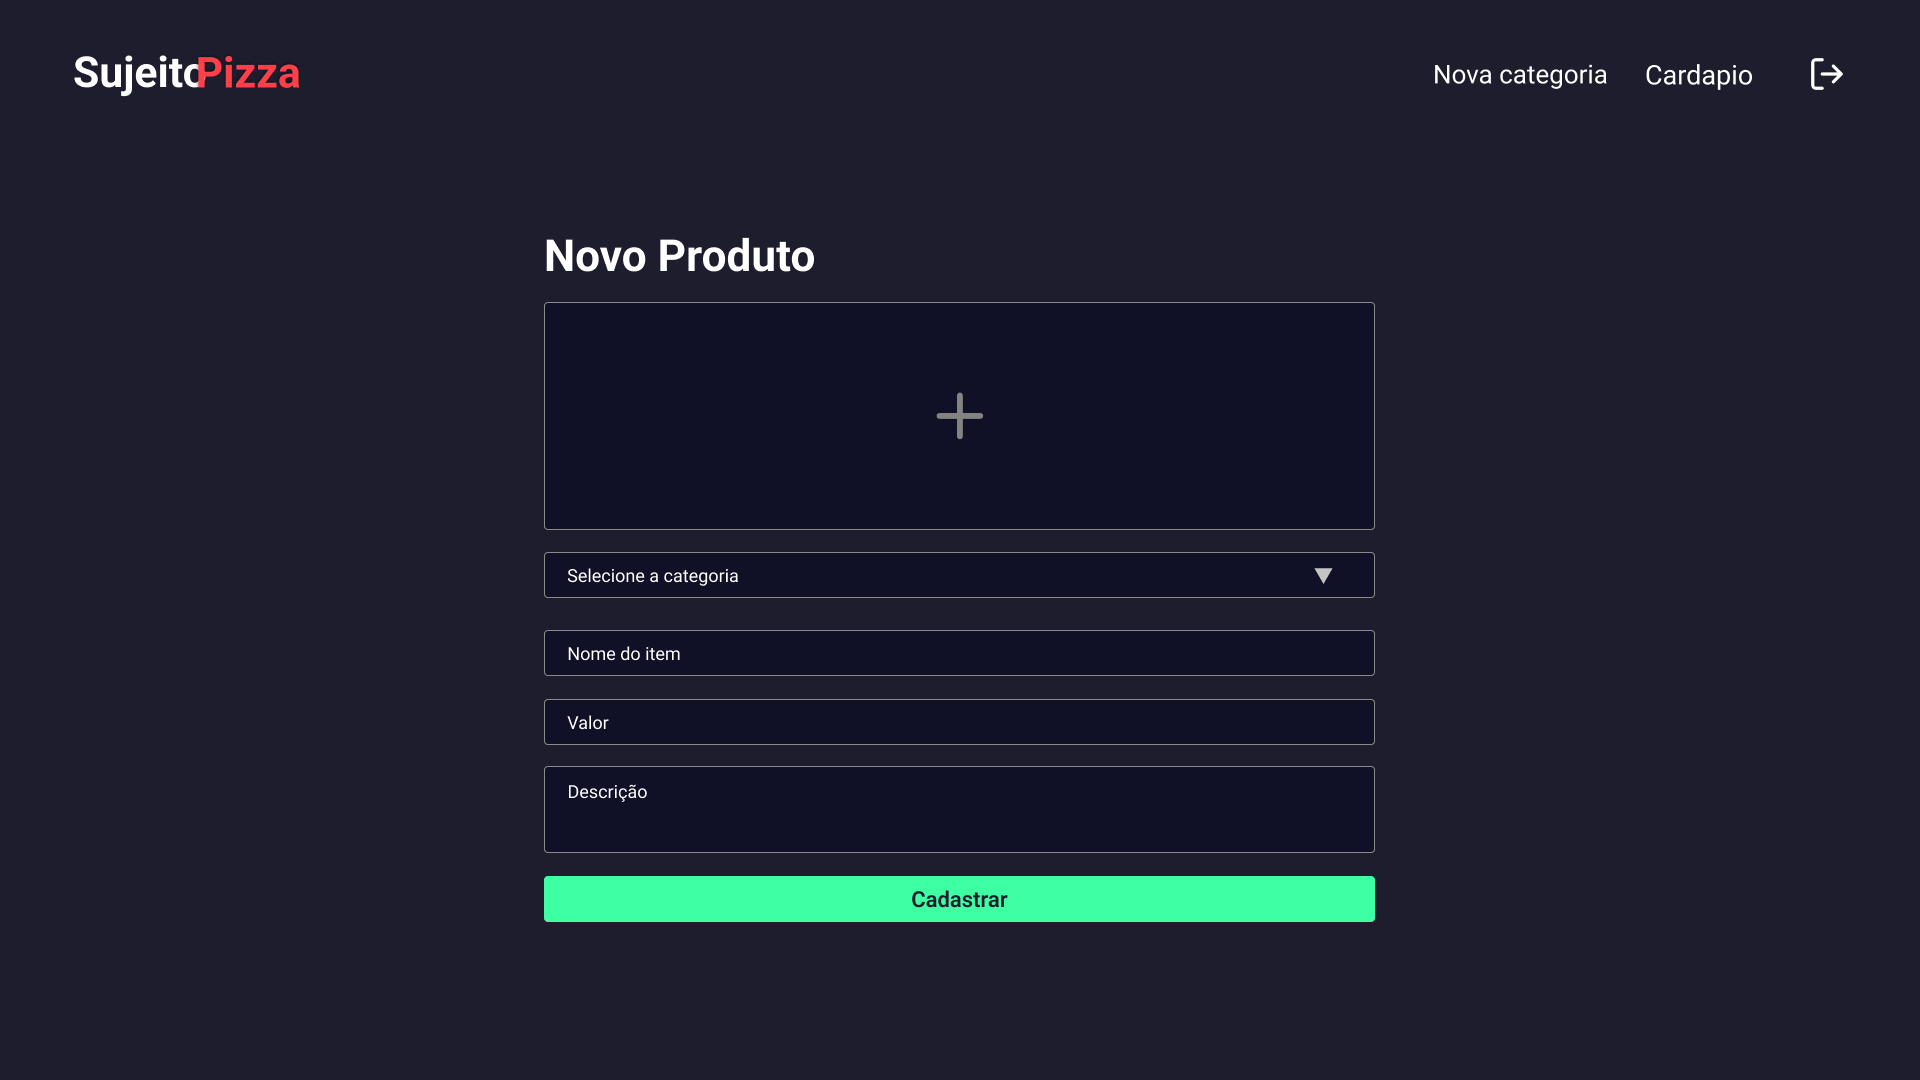 SujeitoPizza
Nova categoria
Cardapio
Novo Produto
Selecione a categoria
Nome do item
Valor
Descrição
Cadastrar